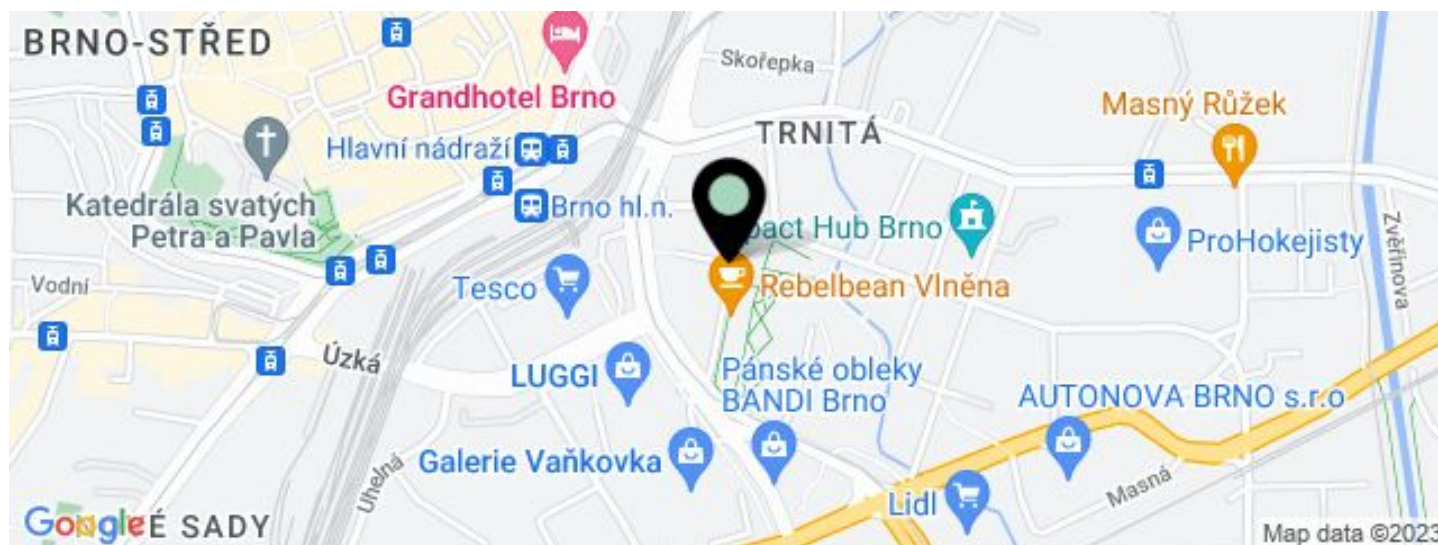 BRNO-STŘED
Skořepka
Grandhotel Brno
Masný Růžek
TRNITÁ
Hlavní nádraží
Katedrála svatých
Petra a Pavla
Brno hl.n.
pact Hub Brno
ProHokejisty
Zvěřinova
Vodní
Tesco
Rebelbean Vlněna
Úzká
LUGGI
Pánské obleky
BANDI Brno
AUTONOVA BRNO s.r.o
Galerie Vaňkovka
Uhelná
Masná
Lidl
Google
É SADY
Map data ©2023